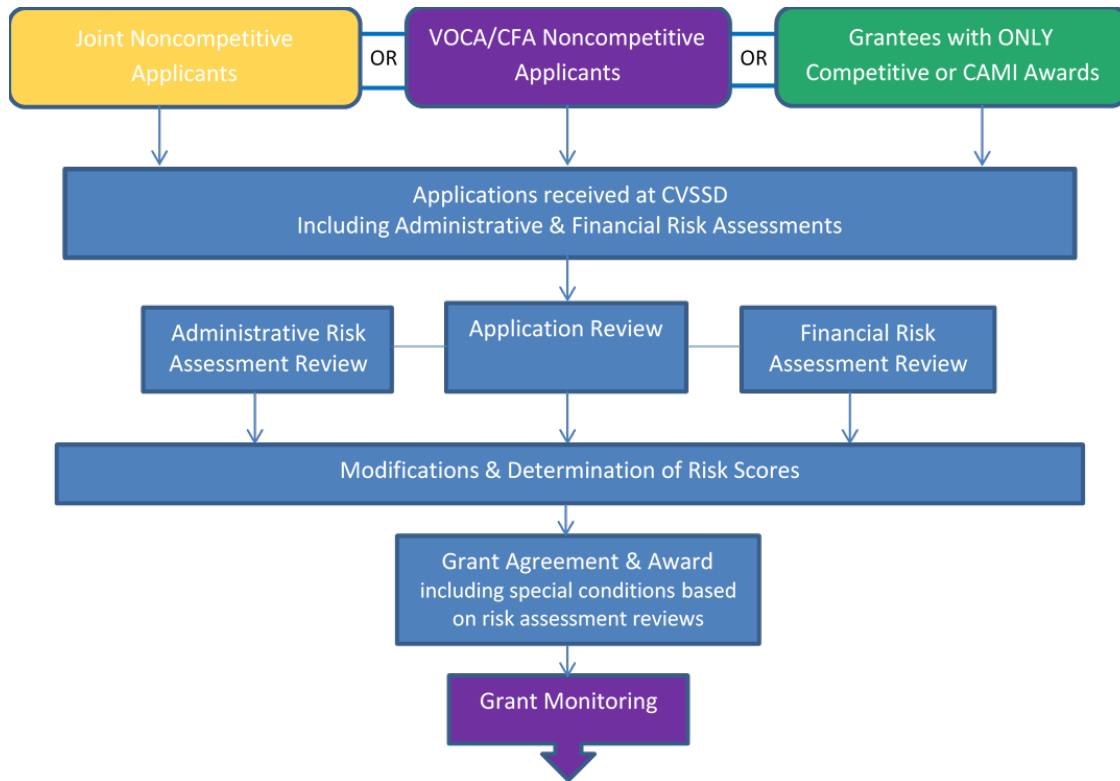 Joint Noncompetitive
Applicants
OR
VOCA/CFA Noncompetitive
Applicants
OR
Grantees with ONLY
Competitive or CAMI Awards
Applications received at CVSSD
Including Administrative & Financial Risk Assessments
Administrative Risk
Assessment Review
Application Review
Financial Risk
Assessment Review
Modifications & Determination of Risk Scores
Grant Agreement & Award
including special conditions based
on risk assessment reviews
Grant Monitoring